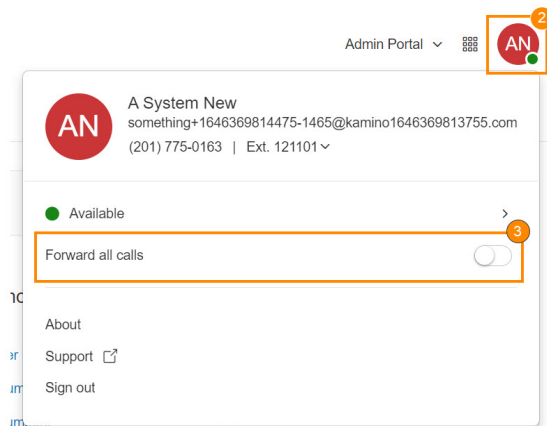 2
Admin Portal
AN
AN
A System New
something+1646369814475-1465@kamino1646369813755.com
(201) 775-0163 | Ext. 121101
Available
3
Forward all calls
About
Support
Sign out